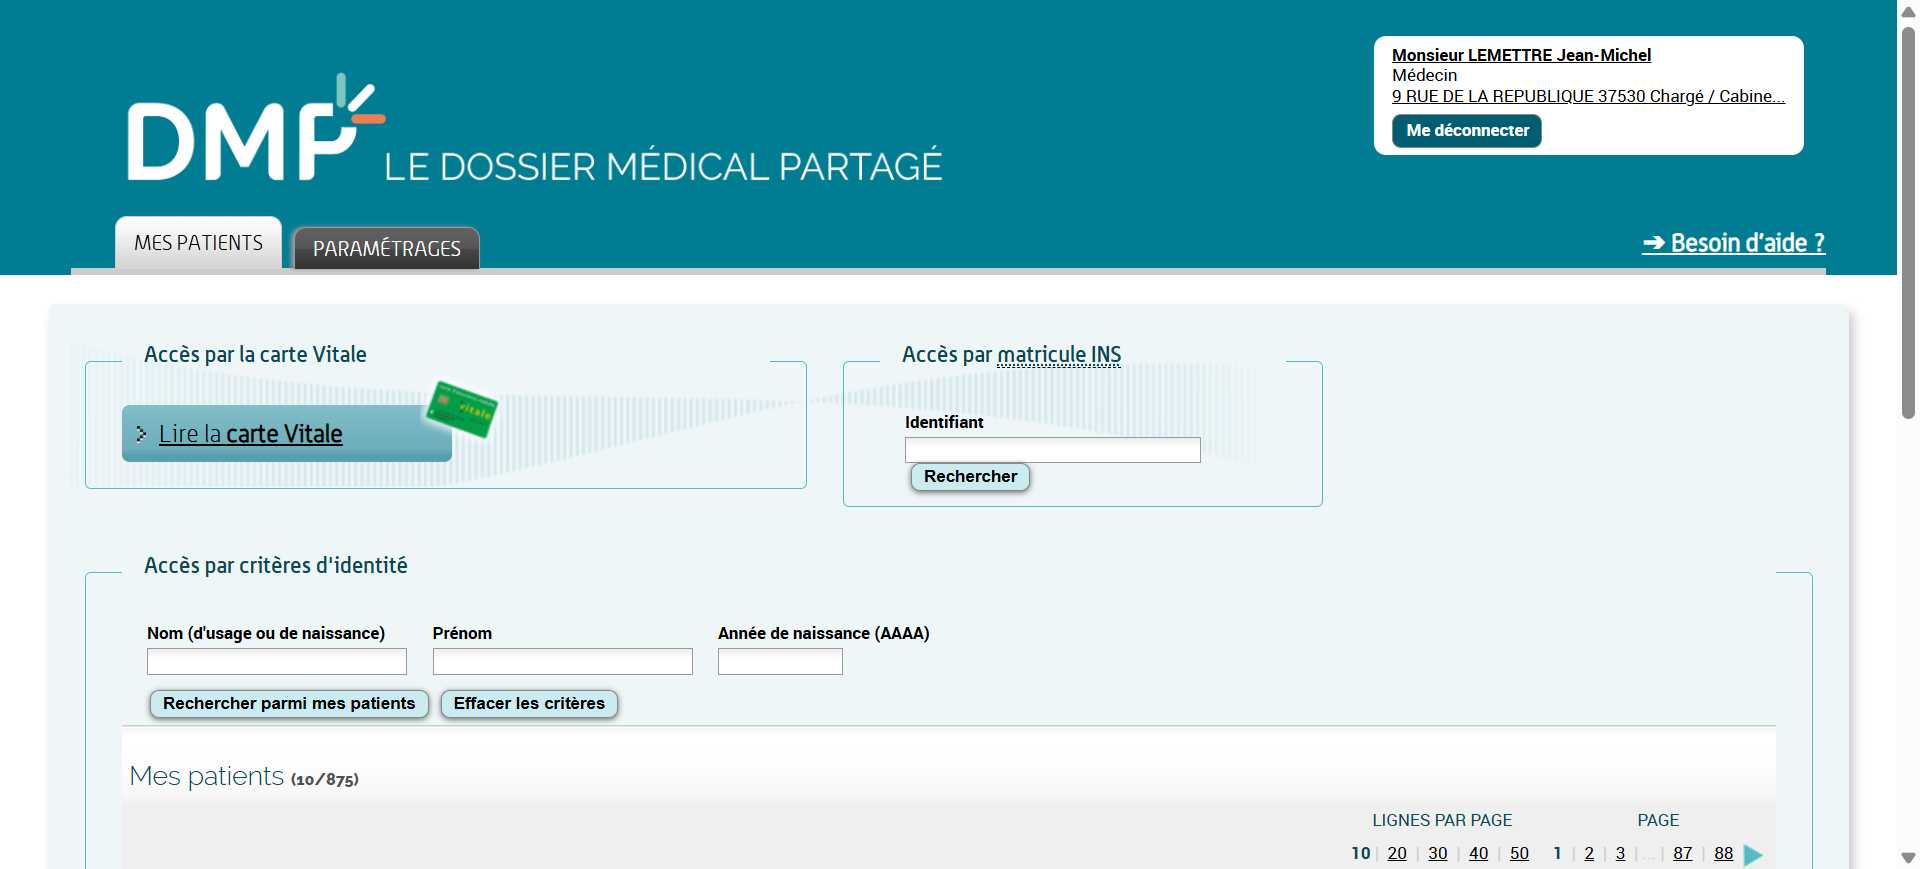 Monsieur LEMETTRE Jean-Michel
Médecin
9 RUE DE LA REPUBLIQUE 37530 Chargé / Cabine...
Me déconnecter
DMP LE DOSSIER MÉDICAL PARTAGÉ
MES PATIENTS
PARAMÉTRAGES
➔ Besoin d'aide ?
Accès par la carte Vitale
Lire la carte Vitale
vitale
Accès par matricule INS
Identifiant
Rechercher
Accès par critères d'identité
Nom (d'usage ou de naissance) Prénom Année de naissance (AAAA)
Rechercher parmi mes patients Effacer les critères
Mes patients (10/875)
LIGNES PAR PAGE PAGE
10 | 20 | 30 | 40 | 50 1 | 2 | 3 | ... | 87 | 88